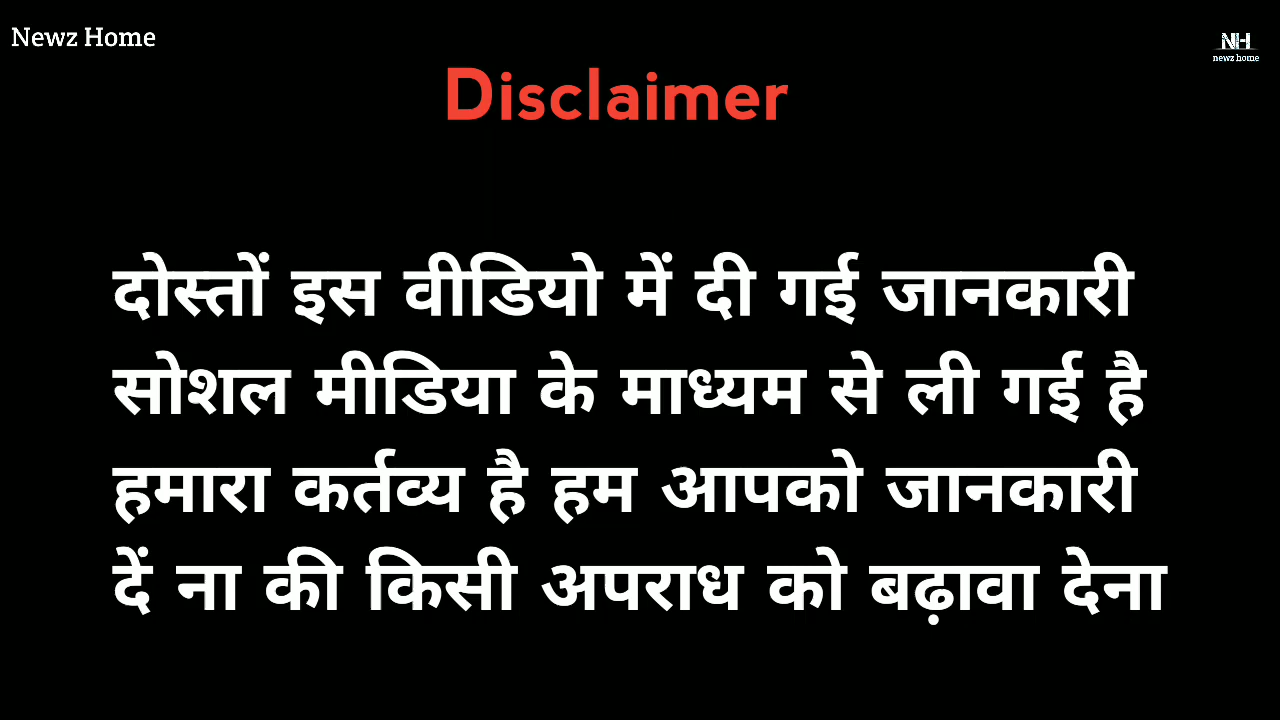 Newz Home
NH
newz home
Disclaimer
दोस्तों इस वीडियो में दी गई जानकारी
सोशल मीडिया के माध्यम से ली गई है
हमारा कर्तव्य है हम आपको जानकारी
दें ना की किसी अपराध को बढ़ावा देना